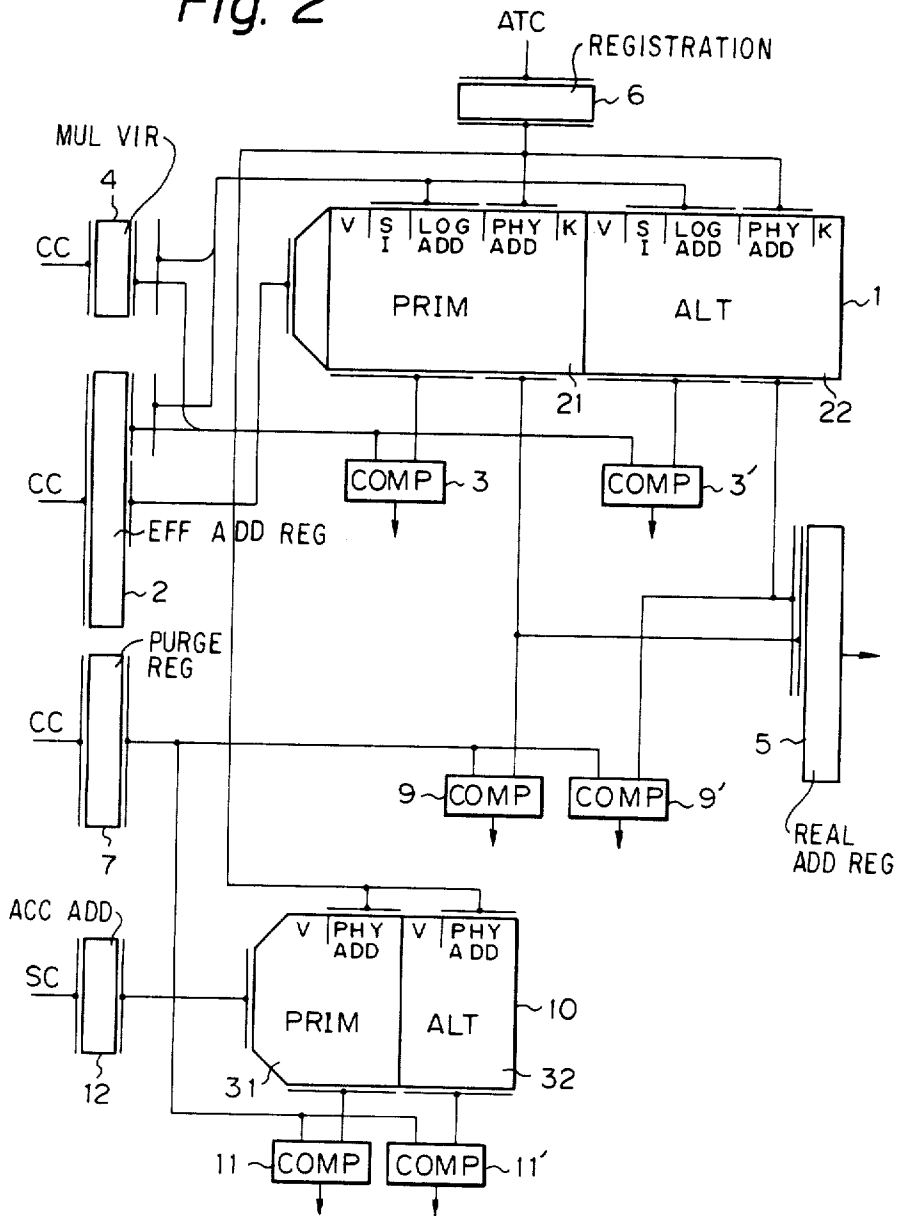 Fig. 2
ATC
REGISTRATION
6
MUL VIR
4
CC
V S I LOG ADD PHY ADD K V S I LOG ADD PHY ADD K
PRIM ALT
1
21 22
COMP 3
COMP 3′
CC
EFF ADD REG
2
PURGE
REG
CC
7
5
REAL
ADD REG
9 COMP
COMP 9′
ACC ADD
SC
12
V PHY ADD V PHY ADD
PRIM ALT
10
31 32
11 COMP
COMP 11′